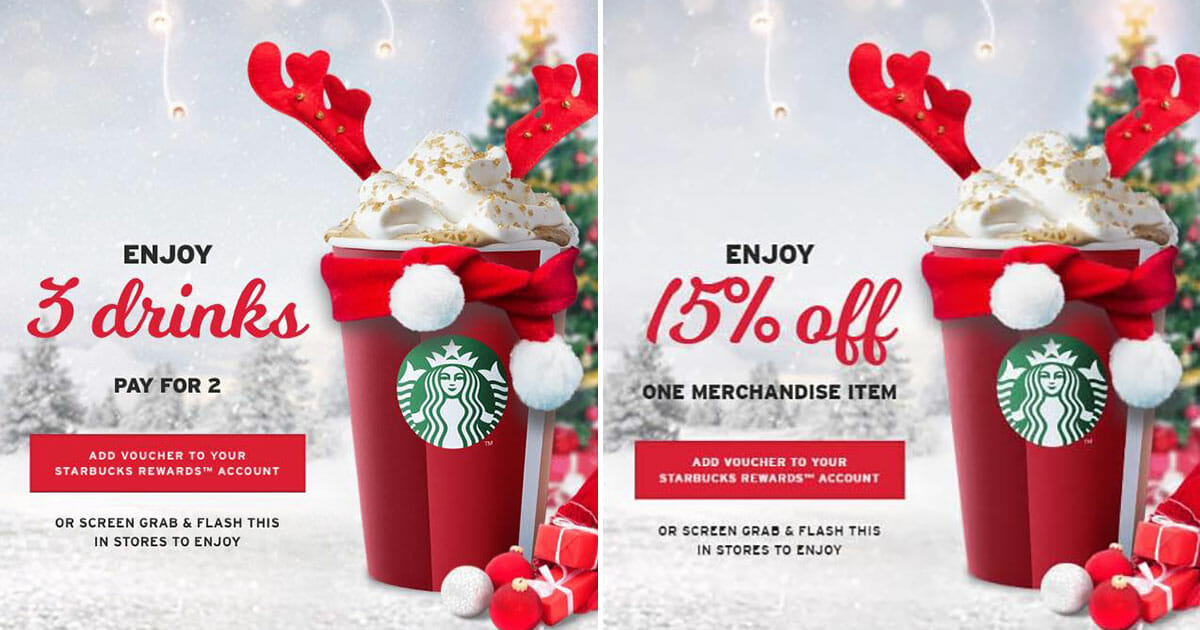 ENJOY
3 drinks
PAY FOR 2
ADD VOUCHER TO YOUR
STARBUCKS REWARDS™ ACCOUNT
OR SCREEN GRAB & FLASH THIS
IN STORES TO ENJOY
TM
ENJOY
15% off
ONE MERCHANDISE ITEM
ADD VOUCHER TO YOUR
STARBUCKS REWARDS™ ACCOUNT
OR SCREEN GRAB & FLASH THIS
IN STORES TO ENJOY
TM